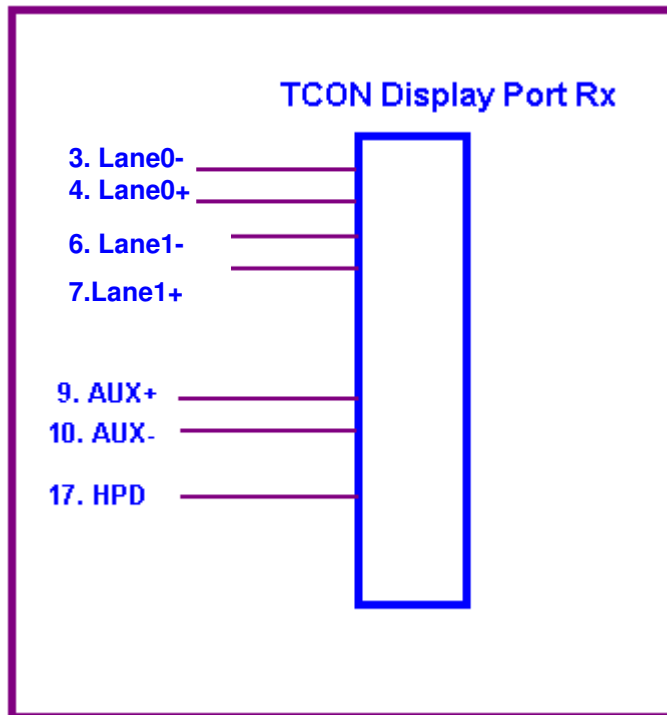 TCON Display Port Rx
3. Lane0-
4. Lane0+
6. Lane1-
7.Lane1+
9. AUX+
10. AUX-
17. HPD